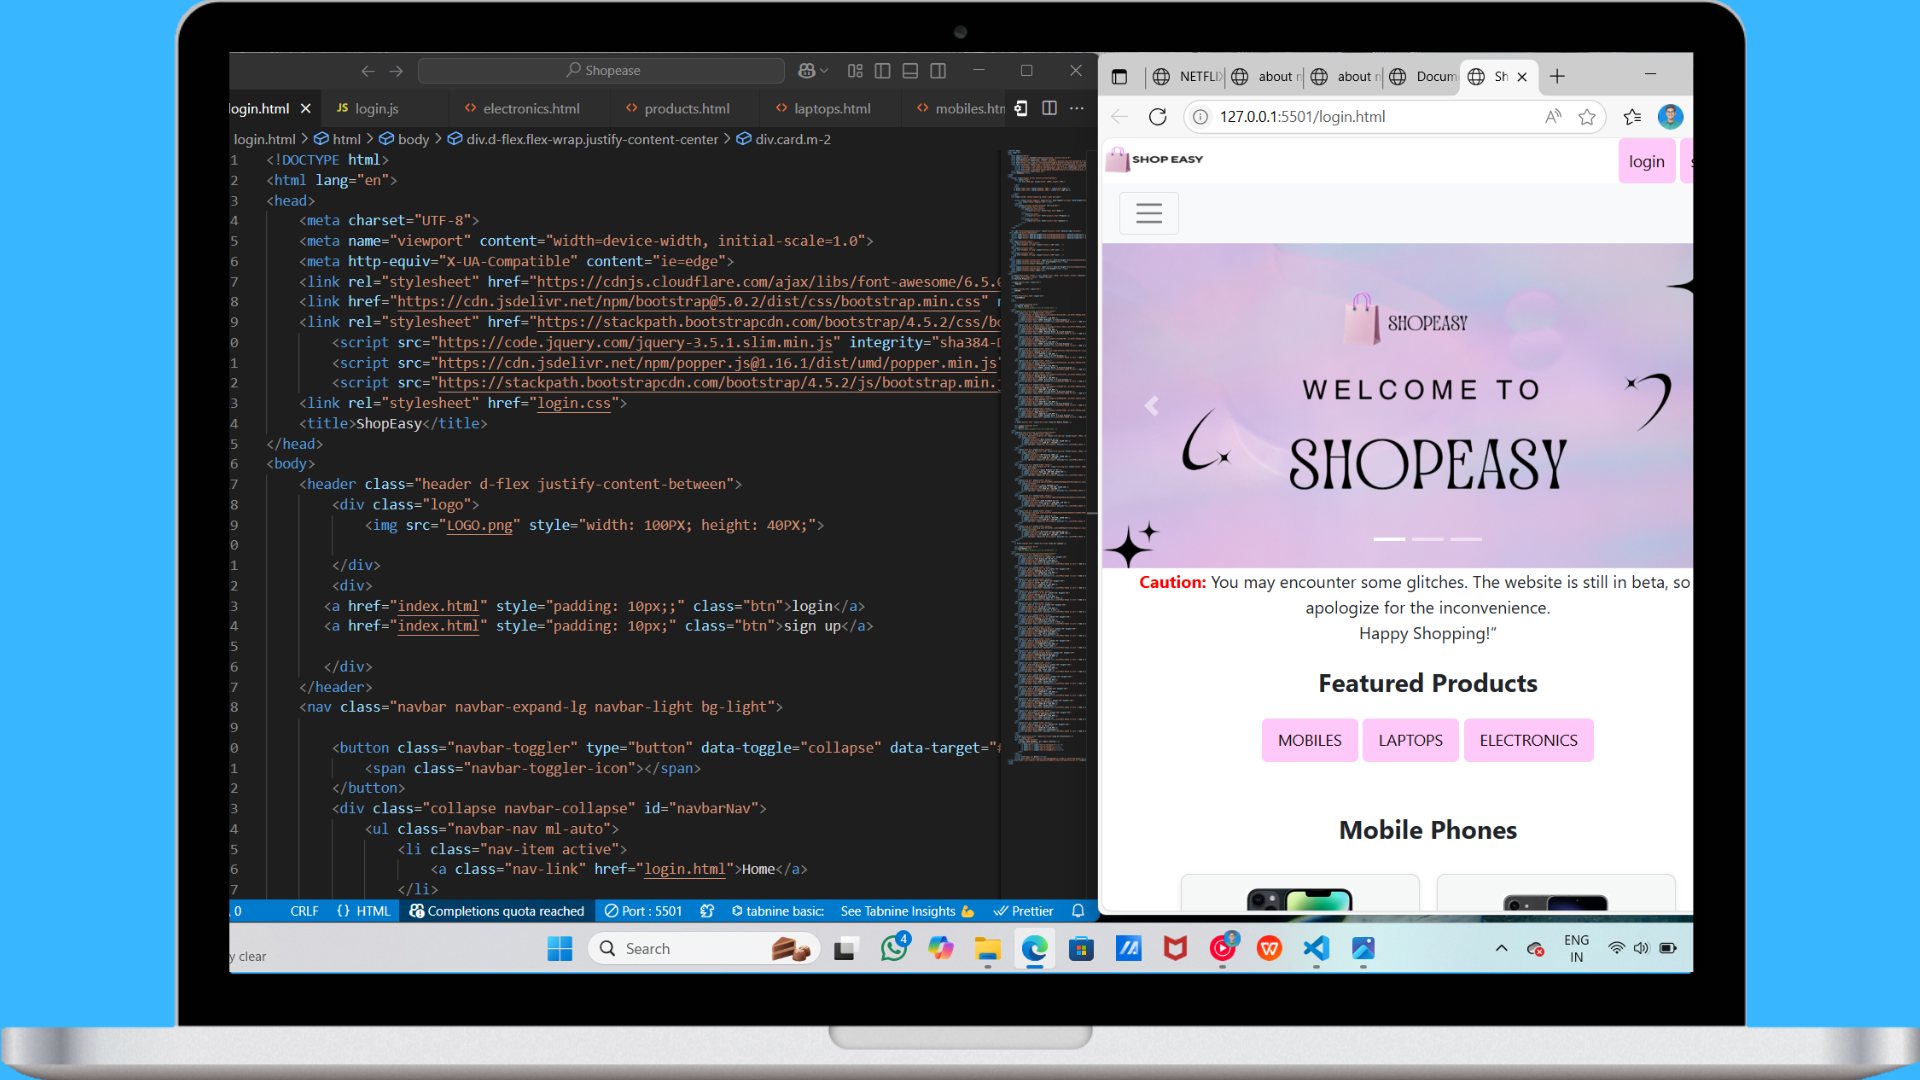 Shopease
login.html
JS login.js
<> electronics.html
<> products.html
<> laptops.html
<> mobiles.htm
login.html > html > body > div.d-flex.flex-wrap.justify-content-center > div.card.m-2
1 <!DOCTYPE html>
2 <html lang="en">
3 <head>
4 <meta charset="UTF-8">
5 <meta name="viewport" content="width=device-width, initial-scale=1.0">
6 <meta http-equiv="X-UA-Compatible" content="ie=edge">
7 <link rel="stylesheet" href="https://cdnjs.cloudflare.com/ajax/libs/font-awesome/6.5.0
8 <link href="https://cdn.jsdelivr.net/npm/bootstrap@5.0.2/dist/css/bootstrap.min.css"
9 <link rel="stylesheet" href="https://stackpath.bootstrapcdn.com/bootstrap/4.5.2/css/bo
0 <script src="https://code.jquery.com/jquery-3.5.1.slim.min.js" integrity="sha384-D
1 <script src="https://cdn.jsdelivr.net/npm/popper.js@1.16.1/dist/umd/popper.min.js"
2 <script src="https://stackpath.bootstrapcdn.com/bootstrap/4.5.2/js/bootstrap.min.
3 <link rel="stylesheet" href="login.css">
4 <title>ShopEasy</title>
5 </head>
6 <body>
7 <header class="header d-flex justify-content-between">
8 <div class="logo">
9 <img src="LOGO.png" style="width: 100PX; height: 40PX;">
0
1 </div>
2 <div>
3 <a href="index.html" style="padding: 10px;;" class="btn">login</a>
4 <a href="index.html" style="padding: 10px;" class="btn">sign up</a>
5
6 </div>
7 </header>
8 <nav class="navbar navbar-expand-lg navbar-light bg-light">
9
0 <button class="navbar-toggler" type="button" data-toggle="collapse" data-target="#
1 <span class="navbar-toggler-icon"></span>
2 </button>
3 <div class="collapse navbar-collapse" id="navbarNav">
4 <ul class="navbar-nav ml-auto">
5 <li class="nav-item active">
6 <a class="nav-link" href="login.html">Home</a>
7 </li>
0 CRLF {} HTML Completions quota reached Port : 5501 tabnine basic: See Tabnine Insights Prettier
NETFLI
about n
about n
Docum
Sh
127.0.0.1:5501/login.html
SHOP EASY
login
SHOPEASY
WELCOME TO
SHOPEASY
Caution: You may encounter some glitches. The website is still in beta, so
apologize for the inconvenience.
Happy Shopping!”
Featured Products
MOBILES
LAPTOPS
ELECTRONICS
Mobile Phones
y clear
Search
4
ENG
IN